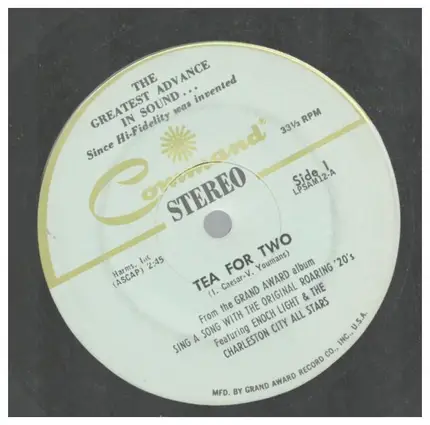 THE
GREATEST ADVANCE
IN SOUND...
Since Hi-Fidelity was invented
Command
STEREO
33⅓ RPM
Side 1
LPSAM12-A
Harms, Inc
(ASCAP) 2:45
TEA FOR TWO
(I. Caesar-V. Youmans)
From the GRAND AWARD album
SING A SONG WITH THE ORIGINAL ROARING '20's
Featuring ENOCH LIGHT & THE
CHARLESTON CITY ALL STARS
MFD. BY GRAND AWARD RECORD CO., INC., U.S.A.